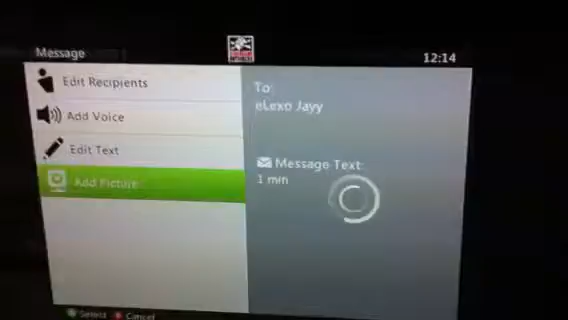 Message
12:14
Edit Recipients
Add Voice
Edit Text
Add Picture
To:
eLexo Jayy
Message Text:
1 min
Select Cancel